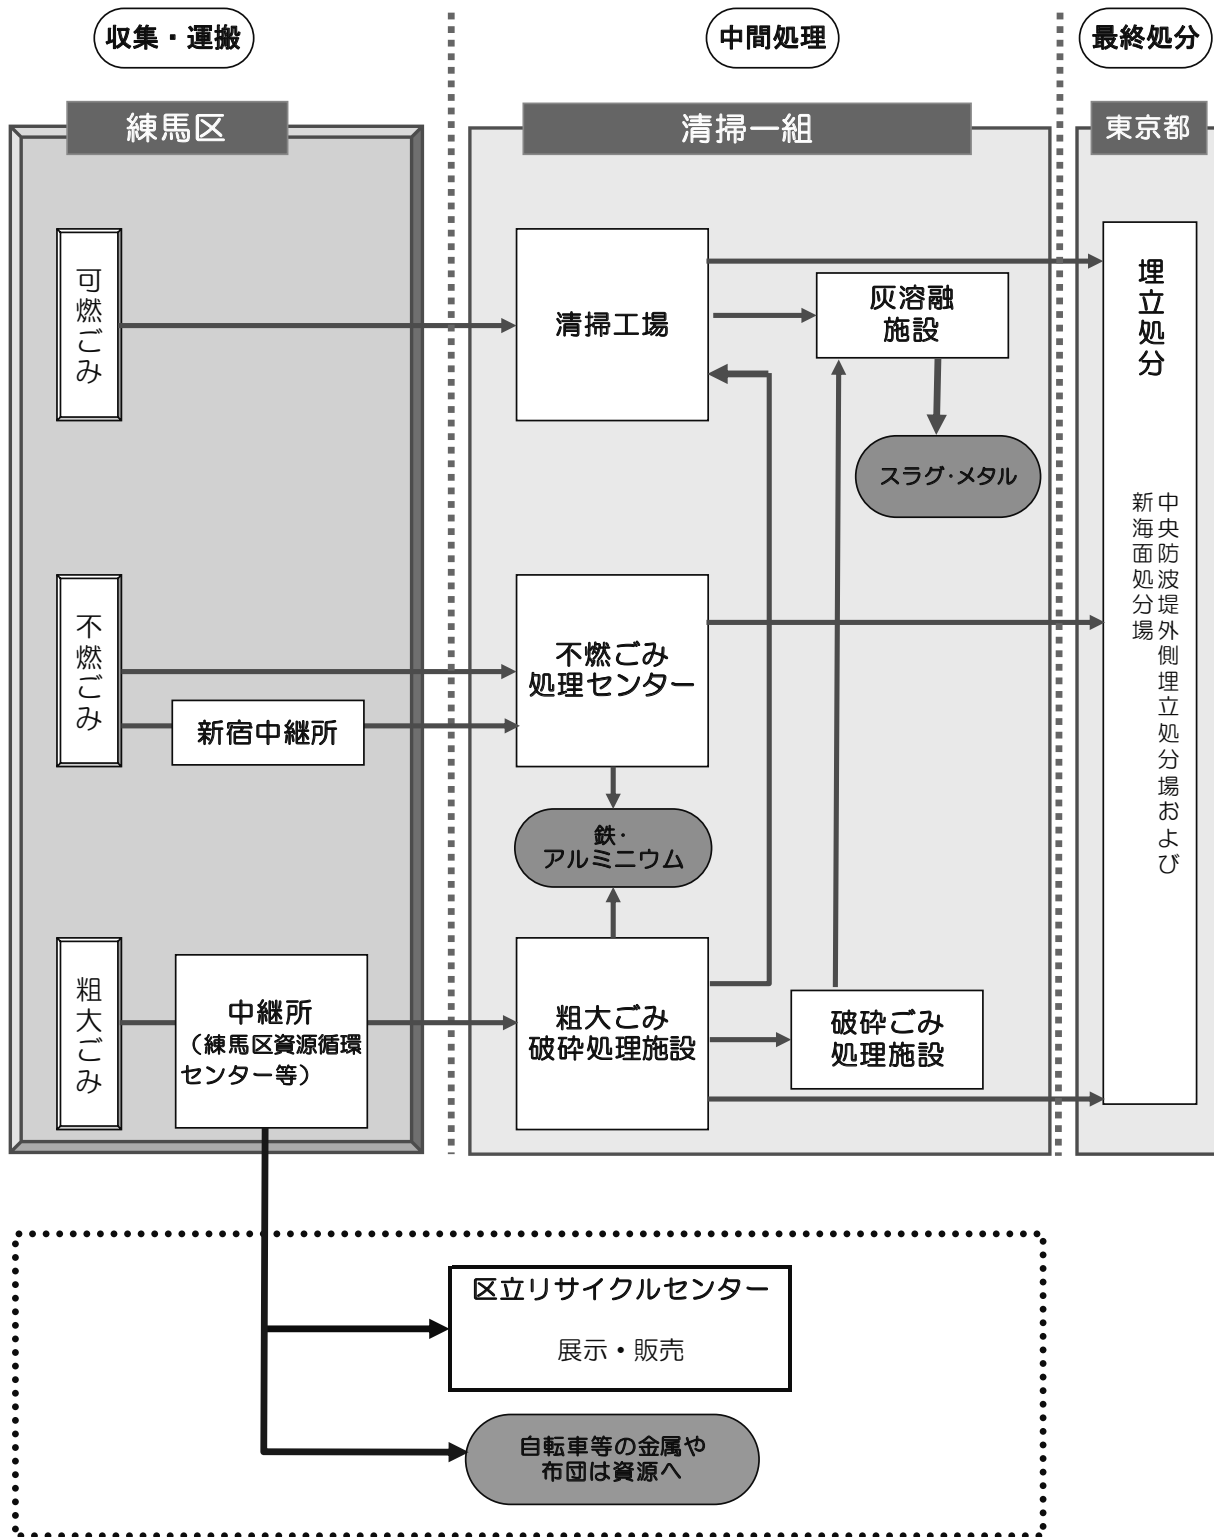 収集・運搬
中間処理
最終処分
練馬区
清掃一組
東京都
可燃ごみ
清掃工場
灰溶融
施設
スラグ・メタル
埋立処分
中央防波堤外側埋立処分場および
新海面処分場
不燃ごみ
新宿中継所
不燃ごみ
処理センター
鉄・
アルミニウム
粗大ごみ
中継所
（練馬区資源循環
センター等）
粗大ごみ
破砕処理施設
破砕ごみ
処理施設
区立リサイクルセンター
展示・販売
自転車等の金属や
布団は資源へ